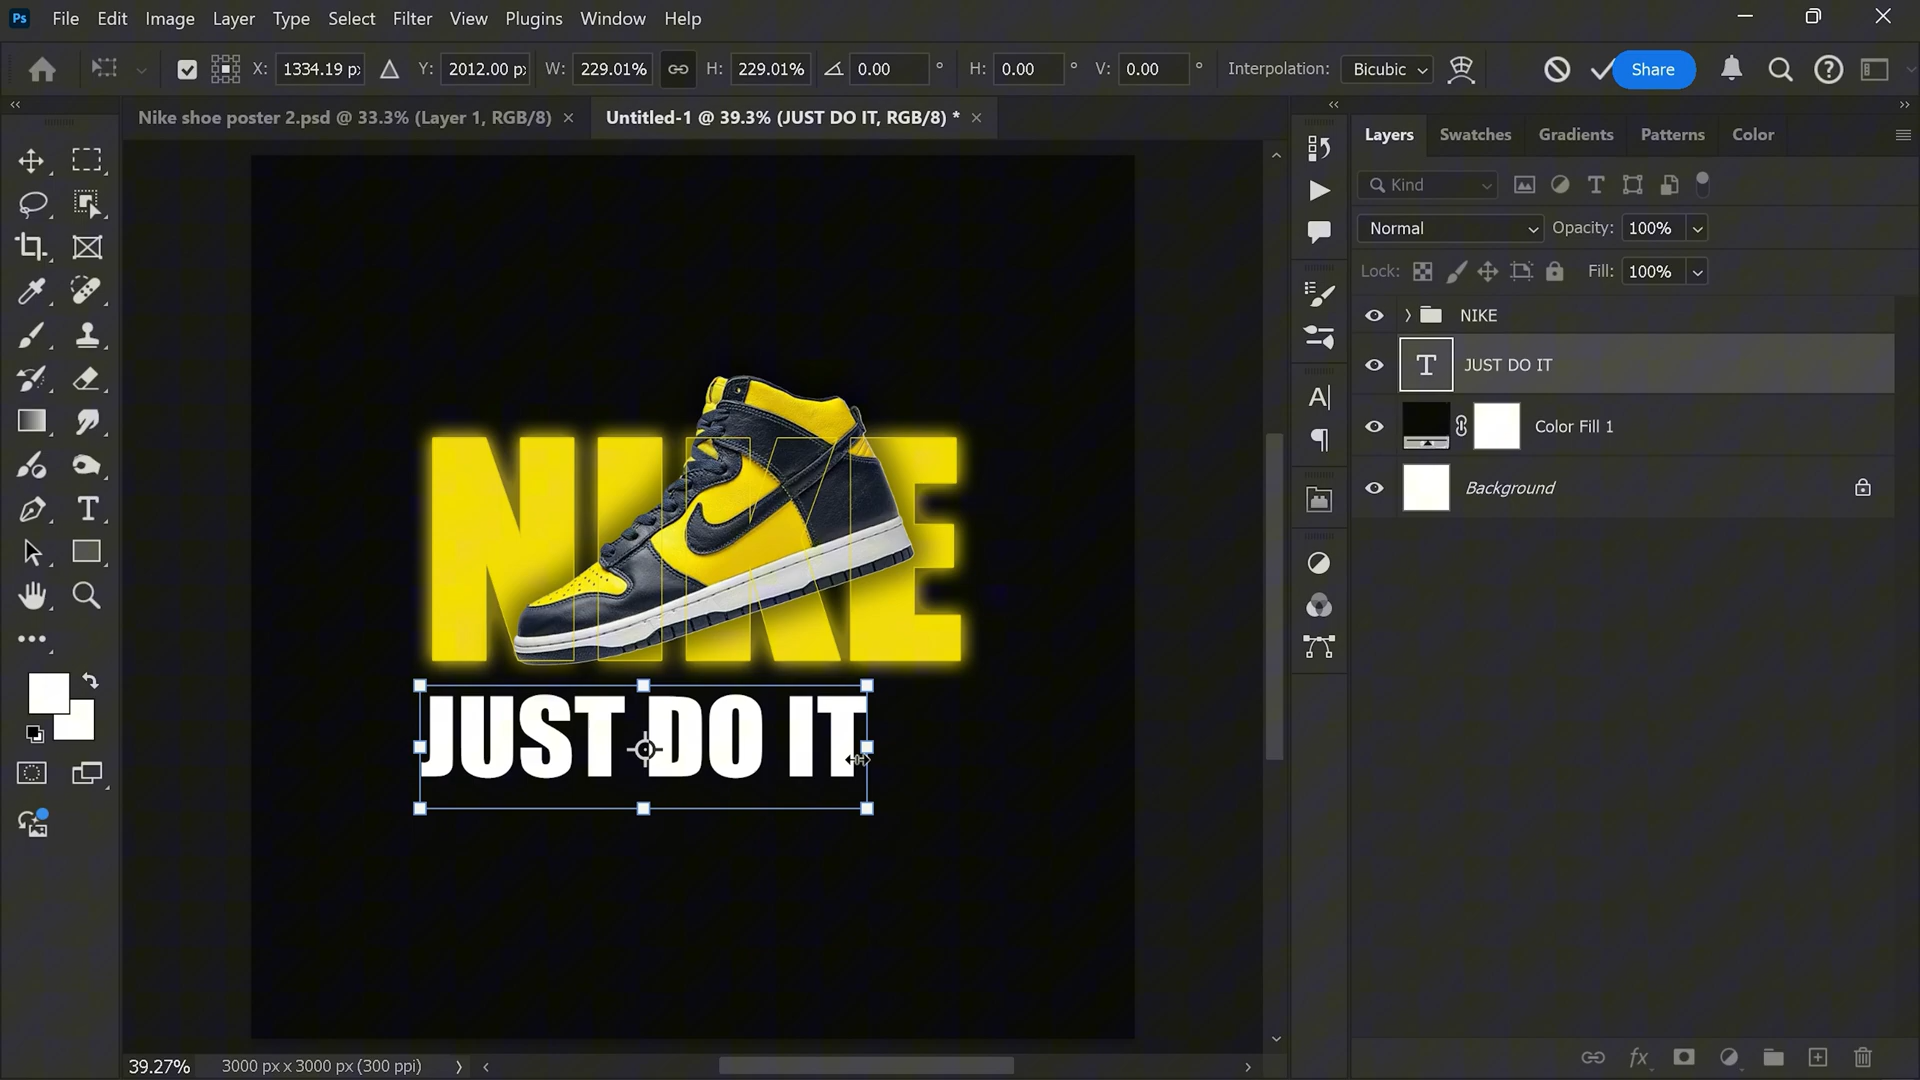 Ps File Edit Image Layer Type Select Filter View Plugins Window Help
X: 1334.19 px Y: 2012.00 px W: 229.01% H: 229.01% 0.00 ° H: 0.00 ° V: 0.00 ° Interpolation: Bicubic Share
Nike shoe poster 2.psd @ 33.3% (Layer 1, RGB/8) Untitled-1 @ 39.3% (JUST DO IT, RGB/8) *
Layers Swatches Gradients Patterns Color
Kind
Normal Opacity: 100%
Lock: Fill: 100%
NIKE
JUST DO IT
Color Fill 1
Background
NIKE
JUST DO IT
39.27% 3000 px x 3000 px (300 ppi)